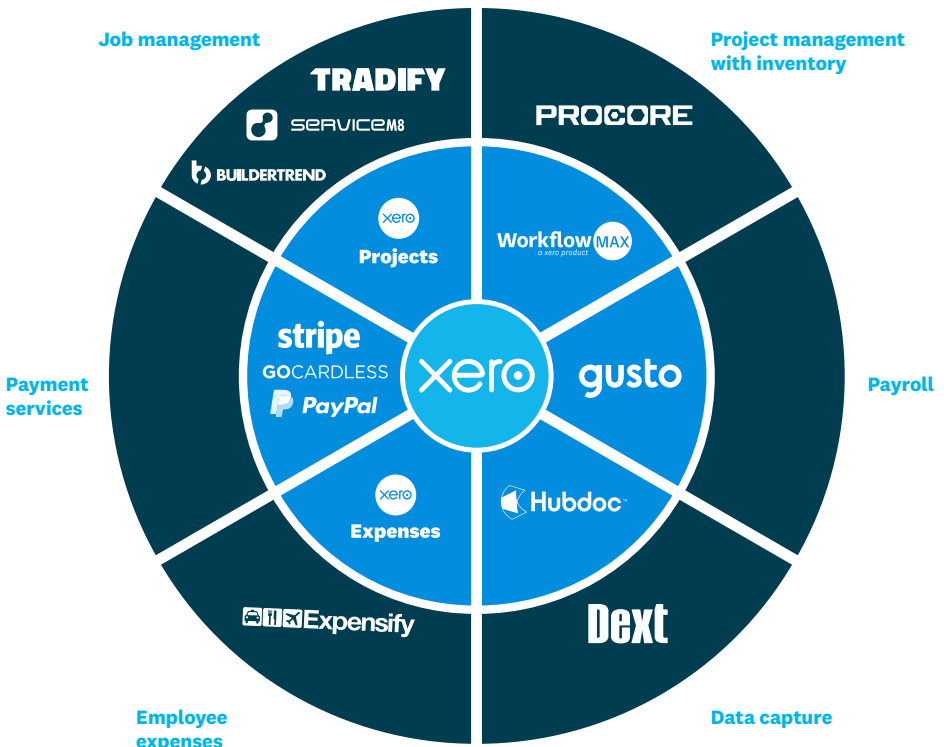 Job management
Project management
with inventory
TRADIFY
SERVICEM8
BUILDERTREND
PROCORE
xero
Projects
Workflow MAX
a xero product
Payment
services
stripe
GOCARDLESS
PayPal
xero
gusto
Payroll
xero
Expenses
Hubdoc™
Expensify
Dext
Employee
expenses
Data capture